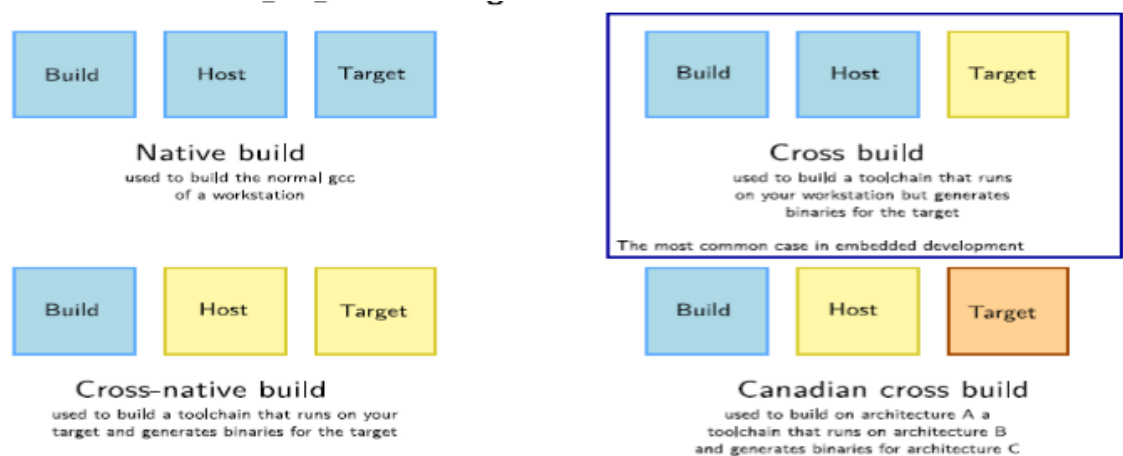 Build Host Target
Native build
used to build the normal gcc
of a workstation
Build Host Target
Cross build
used to build a toolchain that runs
on your workstation but generates
binaries for the target
The most common case in embedded development
Build Host Target
Cross-native build
used to build a toolchain that runs on your
target and generates binaries for the target
Build Host Target
Canadian cross build
used to build on architecture A a
toolchain that runs on architecture B
and generates binaries for architecture C